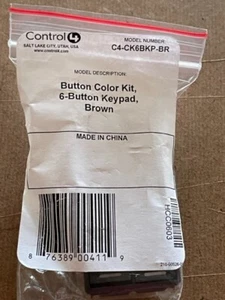 Control4
SALT LAKE CITY, UTAH, USA
www.control4.com
MODEL NUMBER:
C4-CK6BKP-BR
MODEL DESCRIPTION:
Button Color Kit,
6-Button Keypad,
Brown
MADE IN CHINA
MCC0603
8 76389 00411 9